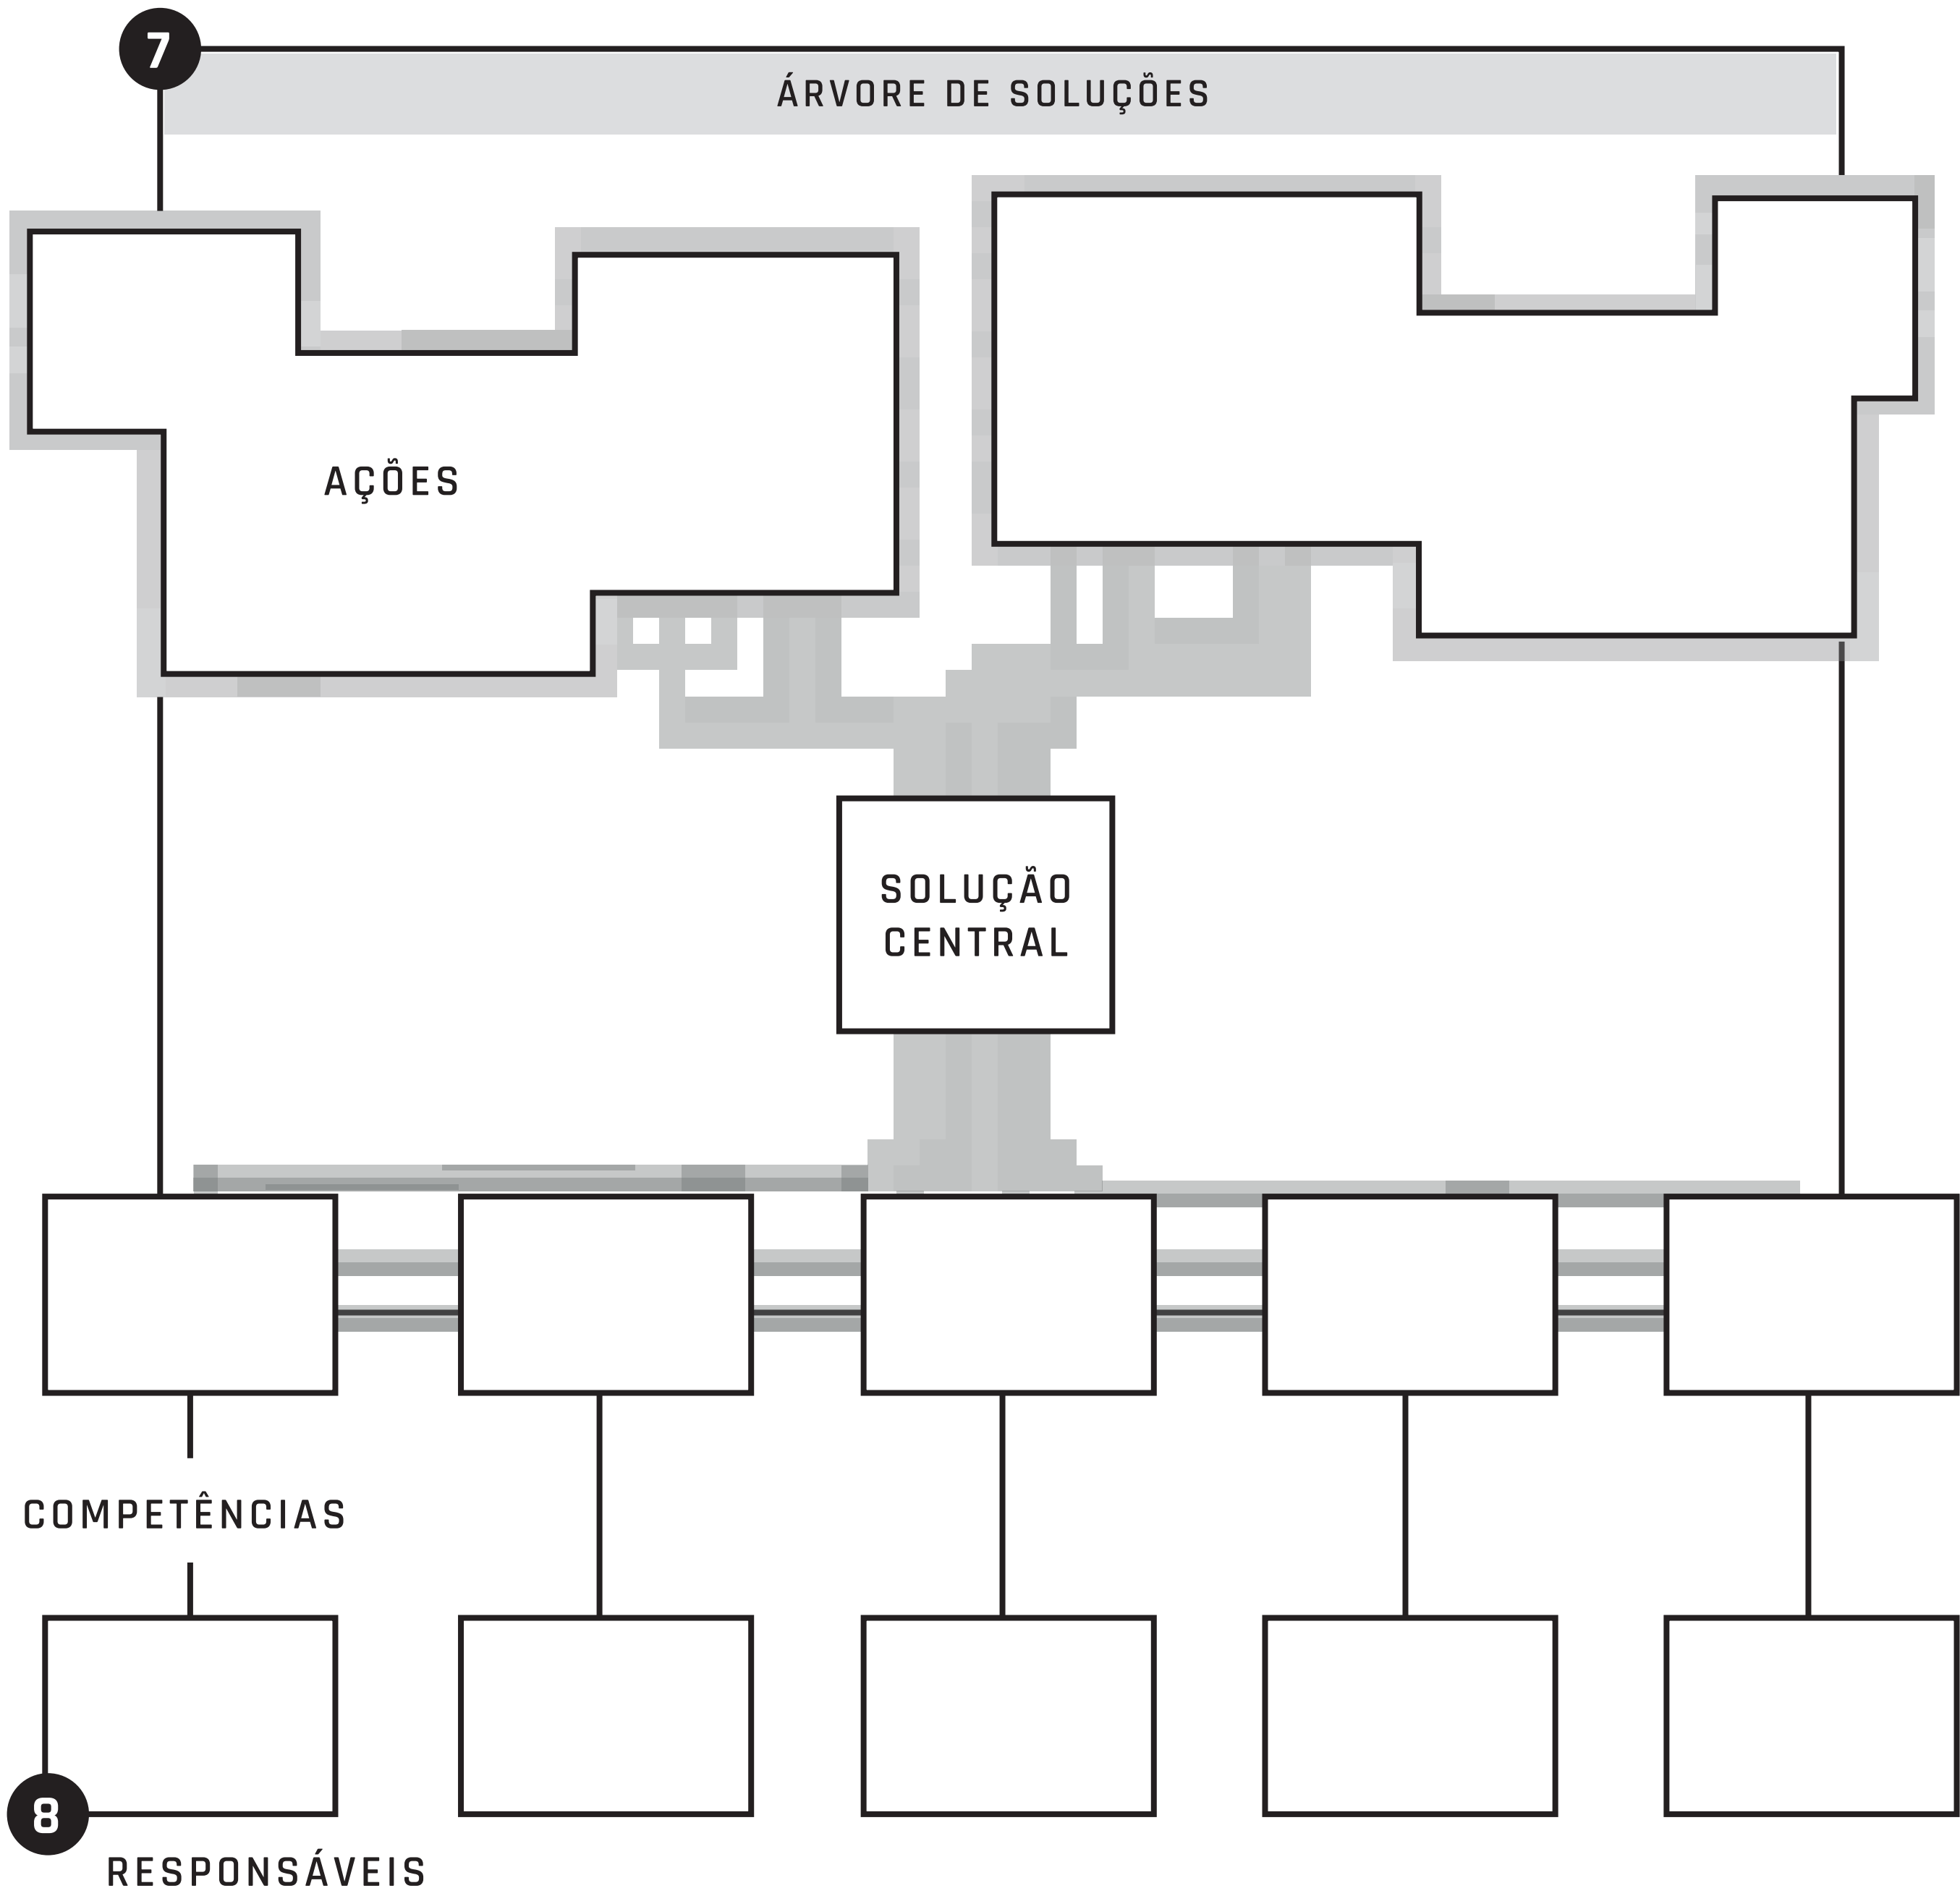 7
ÁRVORE DE SOLUÇÕES
AÇÕES
SOLUÇÃO
CENTRAL
COMPETÊNCIAS
8
RESPONSÁVEIS